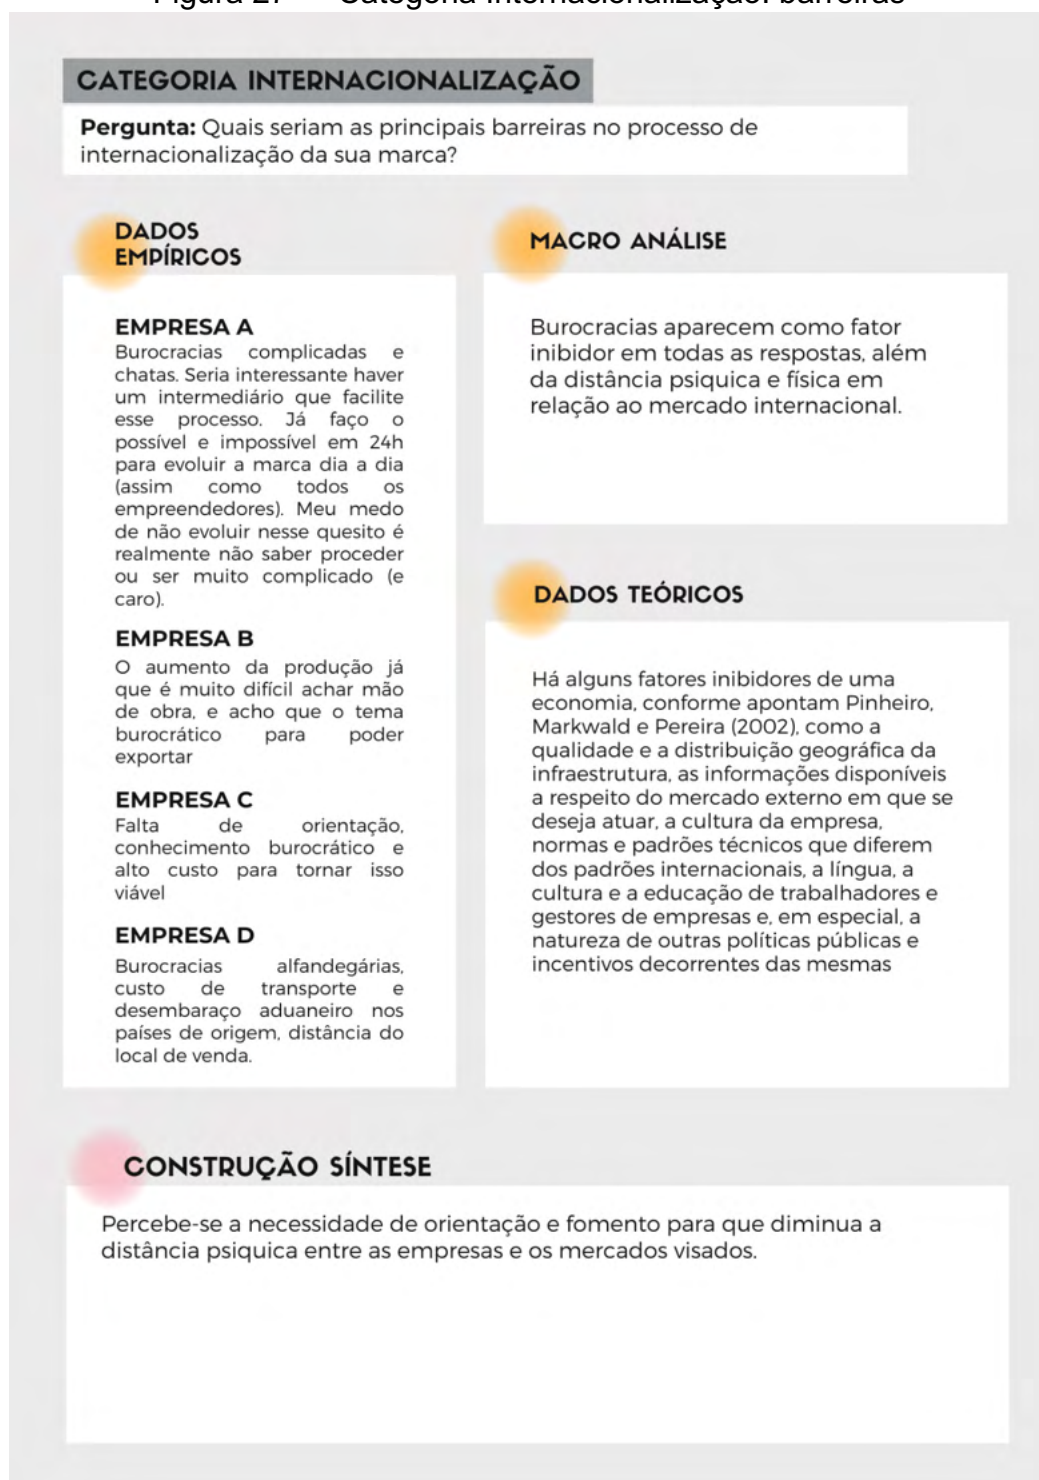 Figura 27 — Categoria Internacionalização: barreiras
CATEGORIA INTERNACIONALIZAÇÃO
Pergunta: Quais seriam as principais barreiras no processo de
internacionalização da sua marca?
DADOS
EMPÍRICOS
EMPRESA A
Burocracias complicadas e
chatas. Seria interessante haver
um intermediário que facilite
esse processo. Já faço o
possível e impossível em 24h
para evoluir a marca dia a dia
(assim como todos os
empreendedores). Meu medo
de não evoluir nesse quesito é
realmente não saber proceder
ou ser muito complicado (e
caro).
EMPRESA B
O aumento da produção já
que é muito difícil achar mão
de obra, e acho que o tema
burocrático para poder
exportar
EMPRESA C
Falta de orientação,
conhecimento burocrático e
alto custo para tornar isso
viável
EMPRESA D
Burocracias alfandegárias,
custo de transporte e
desembaraço aduaneiro nos
países de origem, distância do
local de venda.
MACRO ANÁLISE
Burocracias aparecem como fator
inibidor em todas as respostas, além
da distância psiquica e física em
relação ao mercado internacional.
DADOS TEÓRICOS
Há alguns fatores inibidores de uma
economia, conforme apontam Pinheiro,
Markwald e Pereira (2002), como a
qualidade e a distribuição geográfica da
infraestrutura, as informações disponíveis
a respeito do mercado externo em que se
deseja atuar, a cultura da empresa,
normas e padrões técnicos que diferem
dos padrões internacionais, a língua, a
cultura e a educação de trabalhadores e
gestores de empresas e, em especial, a
natureza de outras políticas públicas e
incentivos decorrentes das mesmas
CONSTRUÇÃO SÍNTESE
Percebe-se a necessidade de orientação e fomento para que diminua a
distância psiquica entre as empresas e os mercados visados.